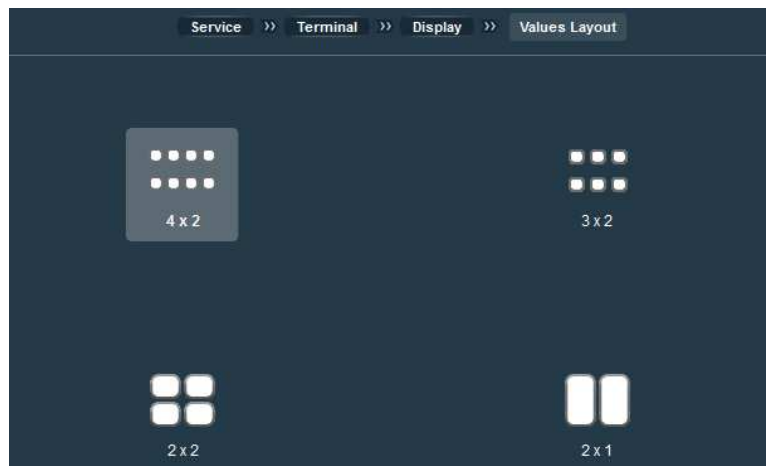 Service >> Terminal >> Display >> Values Layout
4 x 2
3 x 2
2 x 2
2 x 1